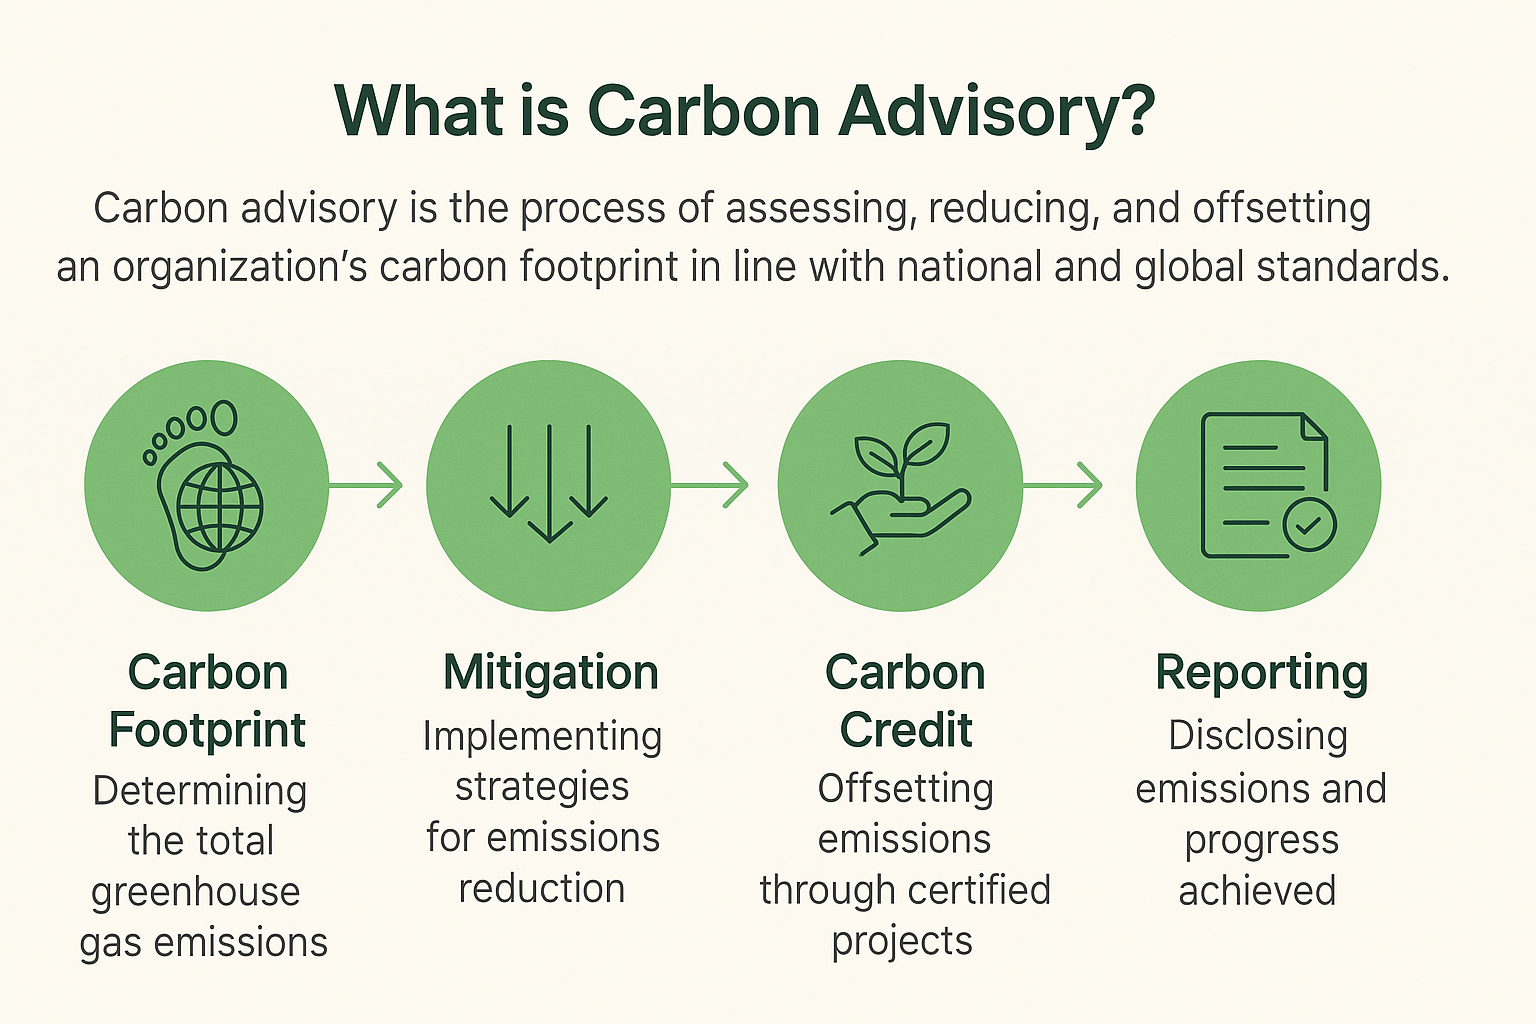 What is Carbon Advisory?
Carbon advisory is the process of assessing, reducing, and offsetting
an organization’s carbon footprint in line with national and global standards.
Carbon
Footprint
Determining
the total
greenhouse
gas emissions
Mitigation
Implementing
strategies
for emissions
reduction
Carbon
Credit
Offsetting
emissions
through certified
projects
Reporting
Disclosing
emissions and
progress
achieved